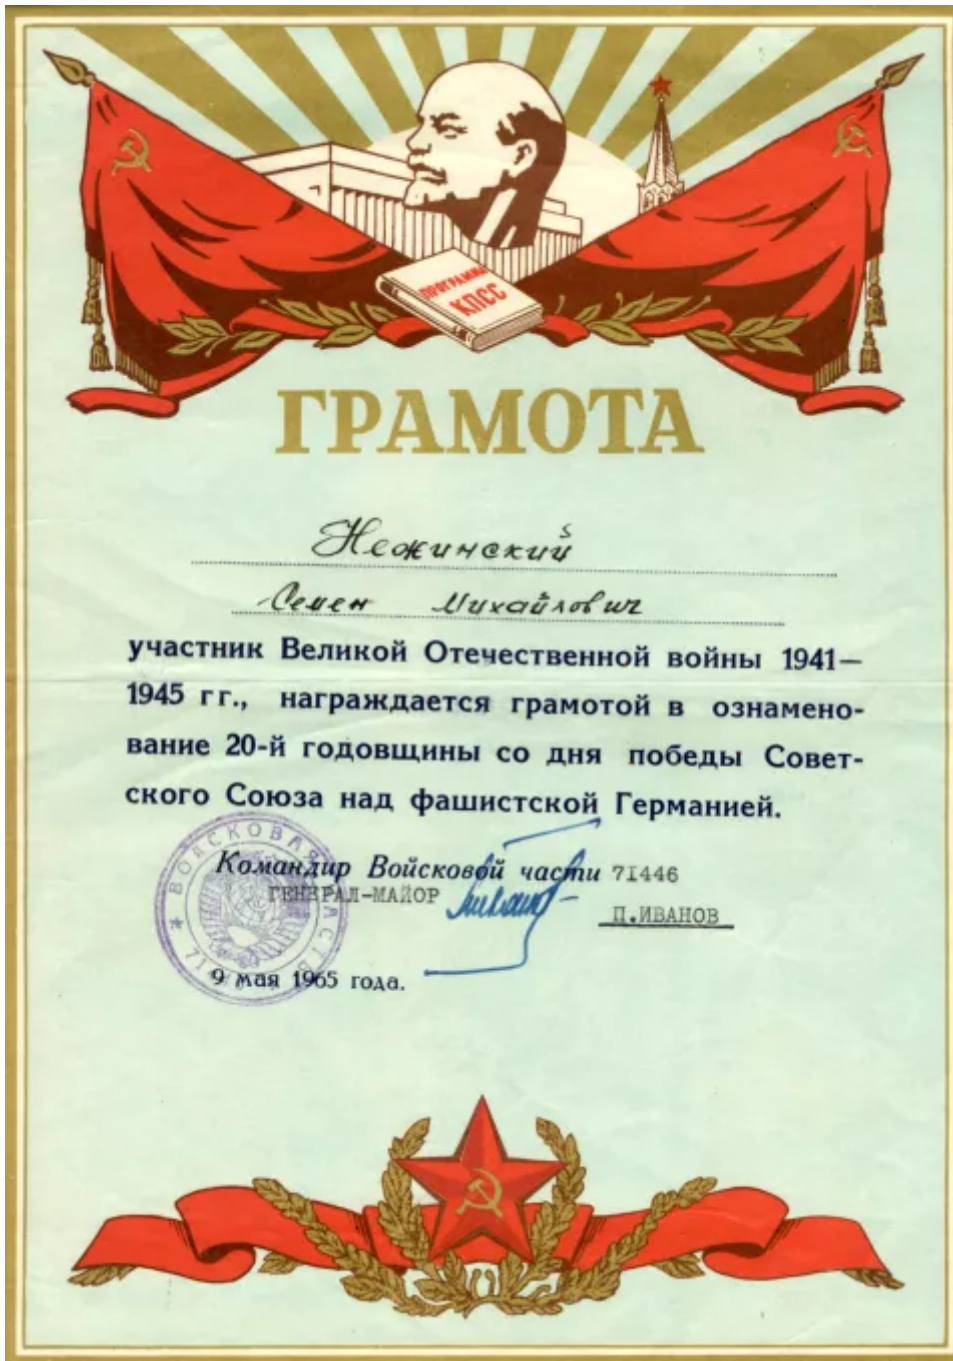 ПРОГРАММА
КПСС
ГРАМОТА
Нежинский
Семен Михайлович
участник Великой Отечественной войны 1941—
1945 гг., награждается грамотой в ознамено-
вание 20-й годовщины со дня победы Совет-
ского Союза над фашистской Германией.
Командир Войсковой части 71446
ГЕНЕРАЛ-МАЙОР
П.ИВАНОВ
9 мая 1965 года.
ВОЙСКОВАЯ ЧАСТЬ